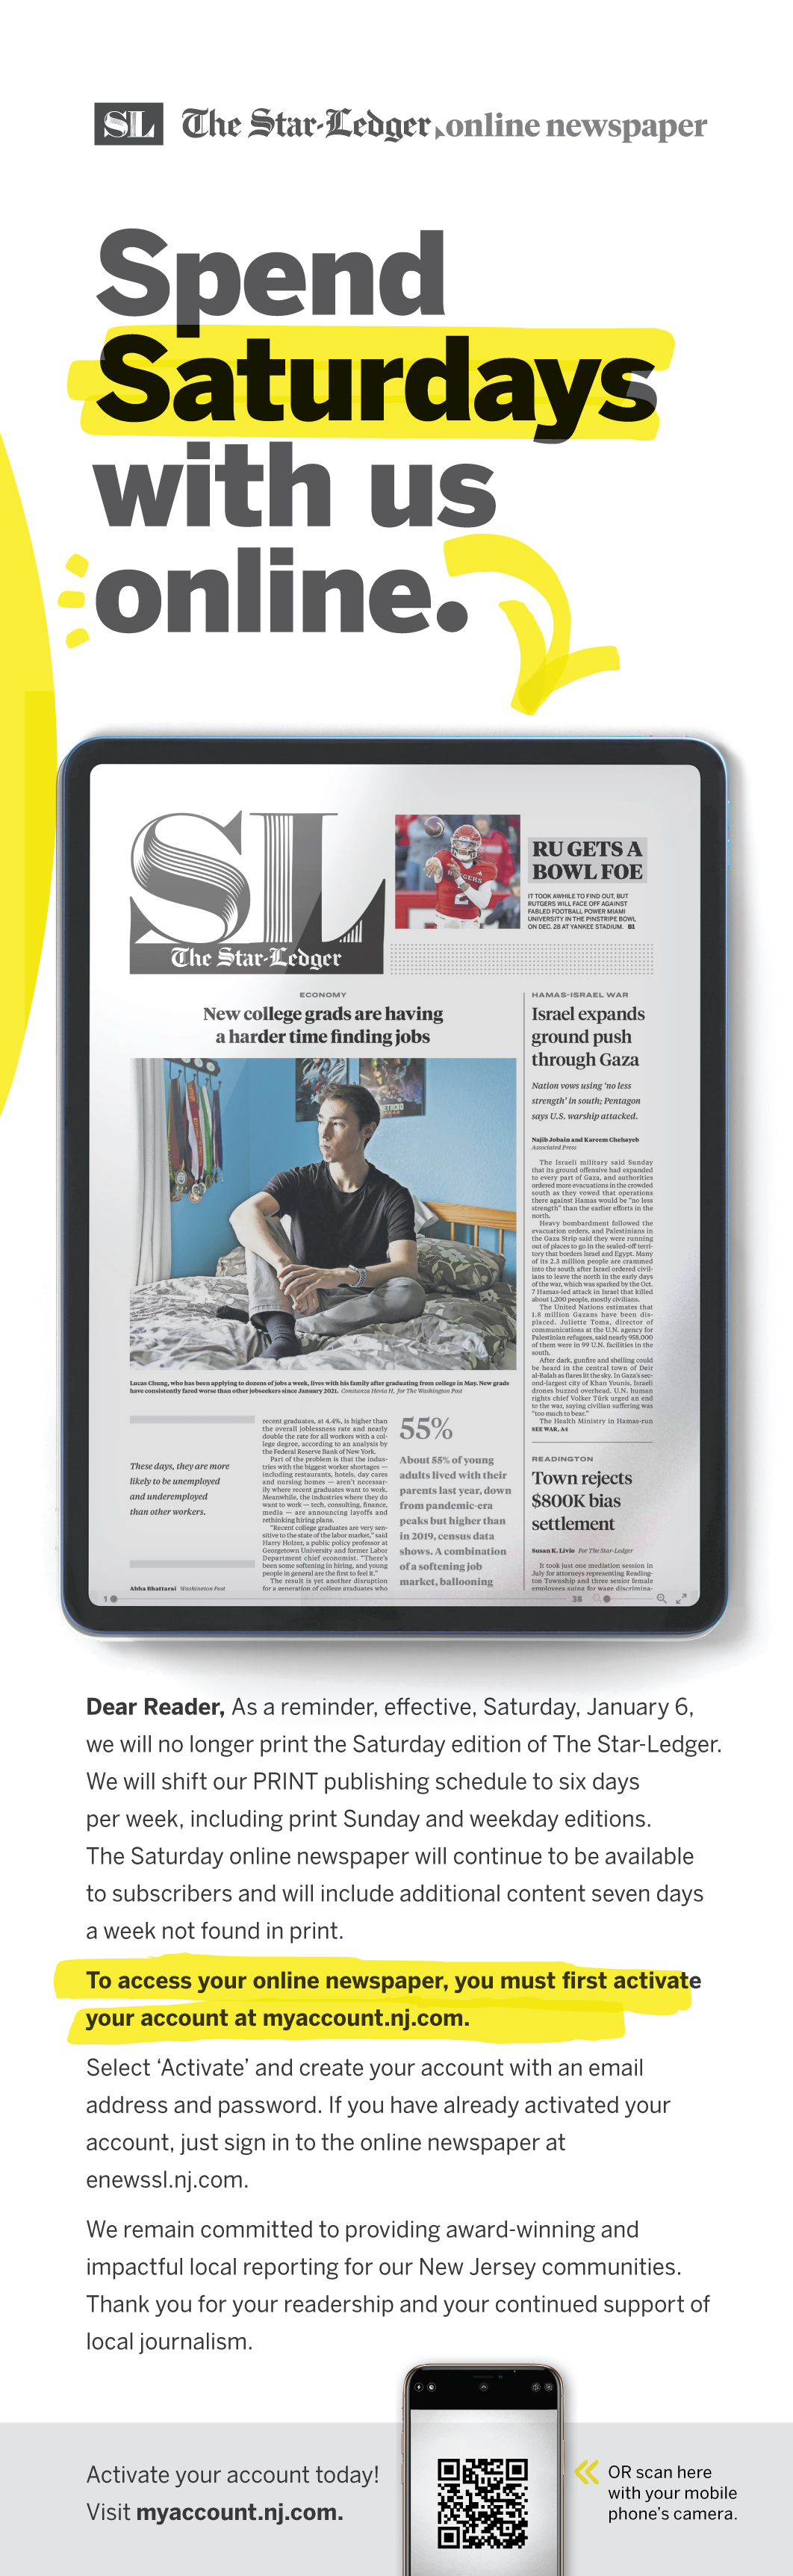 SL The Star-Ledger online newspaper
Spend
Saturdays
with us
online.
SL
The Star-Ledger
RU GETS A
BOWL FOE
IT TOOK AWHILE TO FIND OUT, BUT
RUTGERS WILL FACE OFF AGAINST
FABLED FOOTBALL POWER MIAMI
UNIVERSITY IN THE PINSTRIPE BOWL
ON DEC. 28 AT YANKEE STADIUM. B1
ECONOMY
New college grads are having
a harder time finding jobs
Lucas Chung, who has been applying to dozens of jobs a week, lives with his family after graduating from college in May. New grads
have consistently fared worse than other jobseekers since January 2021. Constanza Hevia H, for The Washington Post
These days, they are more
likely to be unemployed
and underemployed
than other workers.
Abha Bhattarai Washington Post
recent graduates, at 4.4%, is higher than
the overall joblessness rate and nearly
double the rate for all workers with a col-
lege degree, according to an analysis by
the Federal Reserve Bank of New York.
Part of the problem is that the indus-
tries with the biggest worker shortages —
including restaurants, hotels, day cares
and nursing homes — aren't necessar-
ily where recent graduates want to work.
Meanwhile, the industries where they do
want to work — tech, consulting, finance,
media — are announcing layoffs and
rethinking hiring plans.
"Recent college graduates are very sen-
sitive to the state of the labor market," said
Harry Holzer, a public policy professor at
Georgetown University and former Labor
Department chief economist. "There's
been some softening in hiring, and young
people in general are the first to feel it."
The result is yet another disruption
for a generation of college graduates who
55%
About 55% of young
adults lived with their
parents last year, down
from pandemic-era
peaks but higher than
in 2019, census data
shows. A combination
of a softening job
market, ballooning
HAMAS-ISRAEL WAR
Israel expands
ground push
through Gaza
Nation vows using 'no less
strength' in south; Pentagon
says U.S. warship attacked.
Najib Jobain and Kareem Chehayeb
Associated Press
The Israeli military said Sunday
that its ground offensive had expanded
to every part of Gaza, and authorities
ordered more evacuations in the crowded
south as they vowed that operations
there against Hamas would be "no less
strength" than the earlier efforts in the
north.
Heavy bombardment followed the
evacuation orders, and Palestinians in
the Gaza Strip said they were running
out of places to go in the sealed-off terri-
tory that borders Israel and Egypt. Many
of its 2.3 million people are crammed
into the south after Israel ordered civil-
ians to leave the north in the early days
of the war, which was sparked by the Oct.
7 Hamas-led attack in Israel that killed
about 1,200 people, mostly civilians.
The United Nations estimates that
1.8 million Gazans have been dis-
placed. Juliette Toma, director of
communications at the U.N. agency for
Palestinian refugees, said nearly 958,000
of them were in 99 U.N. facilities in the
south.
After dark, gunfire and shelling could
be heard in the central town of Deir
al-Balah as flares lit the sky. In Gaza's sec-
ond-largest city of Khan Younis, Israeli
drones buzzed overhead. U.N. human
rights chief Volker Türk urged an end
to the war, saying civilian suffering was
"too much to bear."
The Health Ministry in Hamas-run
SEE WAR, A4
READINGTON
Town rejects
$800K bias
settlement
Susan K. Livio For The Star-Ledger
It took just one mediation session in
July for attorneys representing Reading-
ton Township and three senior female
employees suing for wage discrimina-
1
38
Dear Reader, As a reminder, effective, Saturday, January 6,
we will no longer print the Saturday edition of The Star-Ledger.
We will shift our PRINT publishing schedule to six days
per week, including print Sunday and weekday editions.
The Saturday online newspaper will continue to be available
to subscribers and will include additional content seven days
a week not found in print.
To access your online newspaper, you must first activate
your account at myaccount.nj.com.
Select 'Activate' and create your account with an email
address and password. If you have already activated your
account, just sign in to the online newspaper at
enewssl.nj.com.
We remain committed to providing award-winning and
impactful local reporting for our New Jersey communities.
Thank you for your readership and your continued support of
local journalism.
Activate your account today!
Visit myaccount.nj.com.
OR scan here
with your mobile
phone's camera.